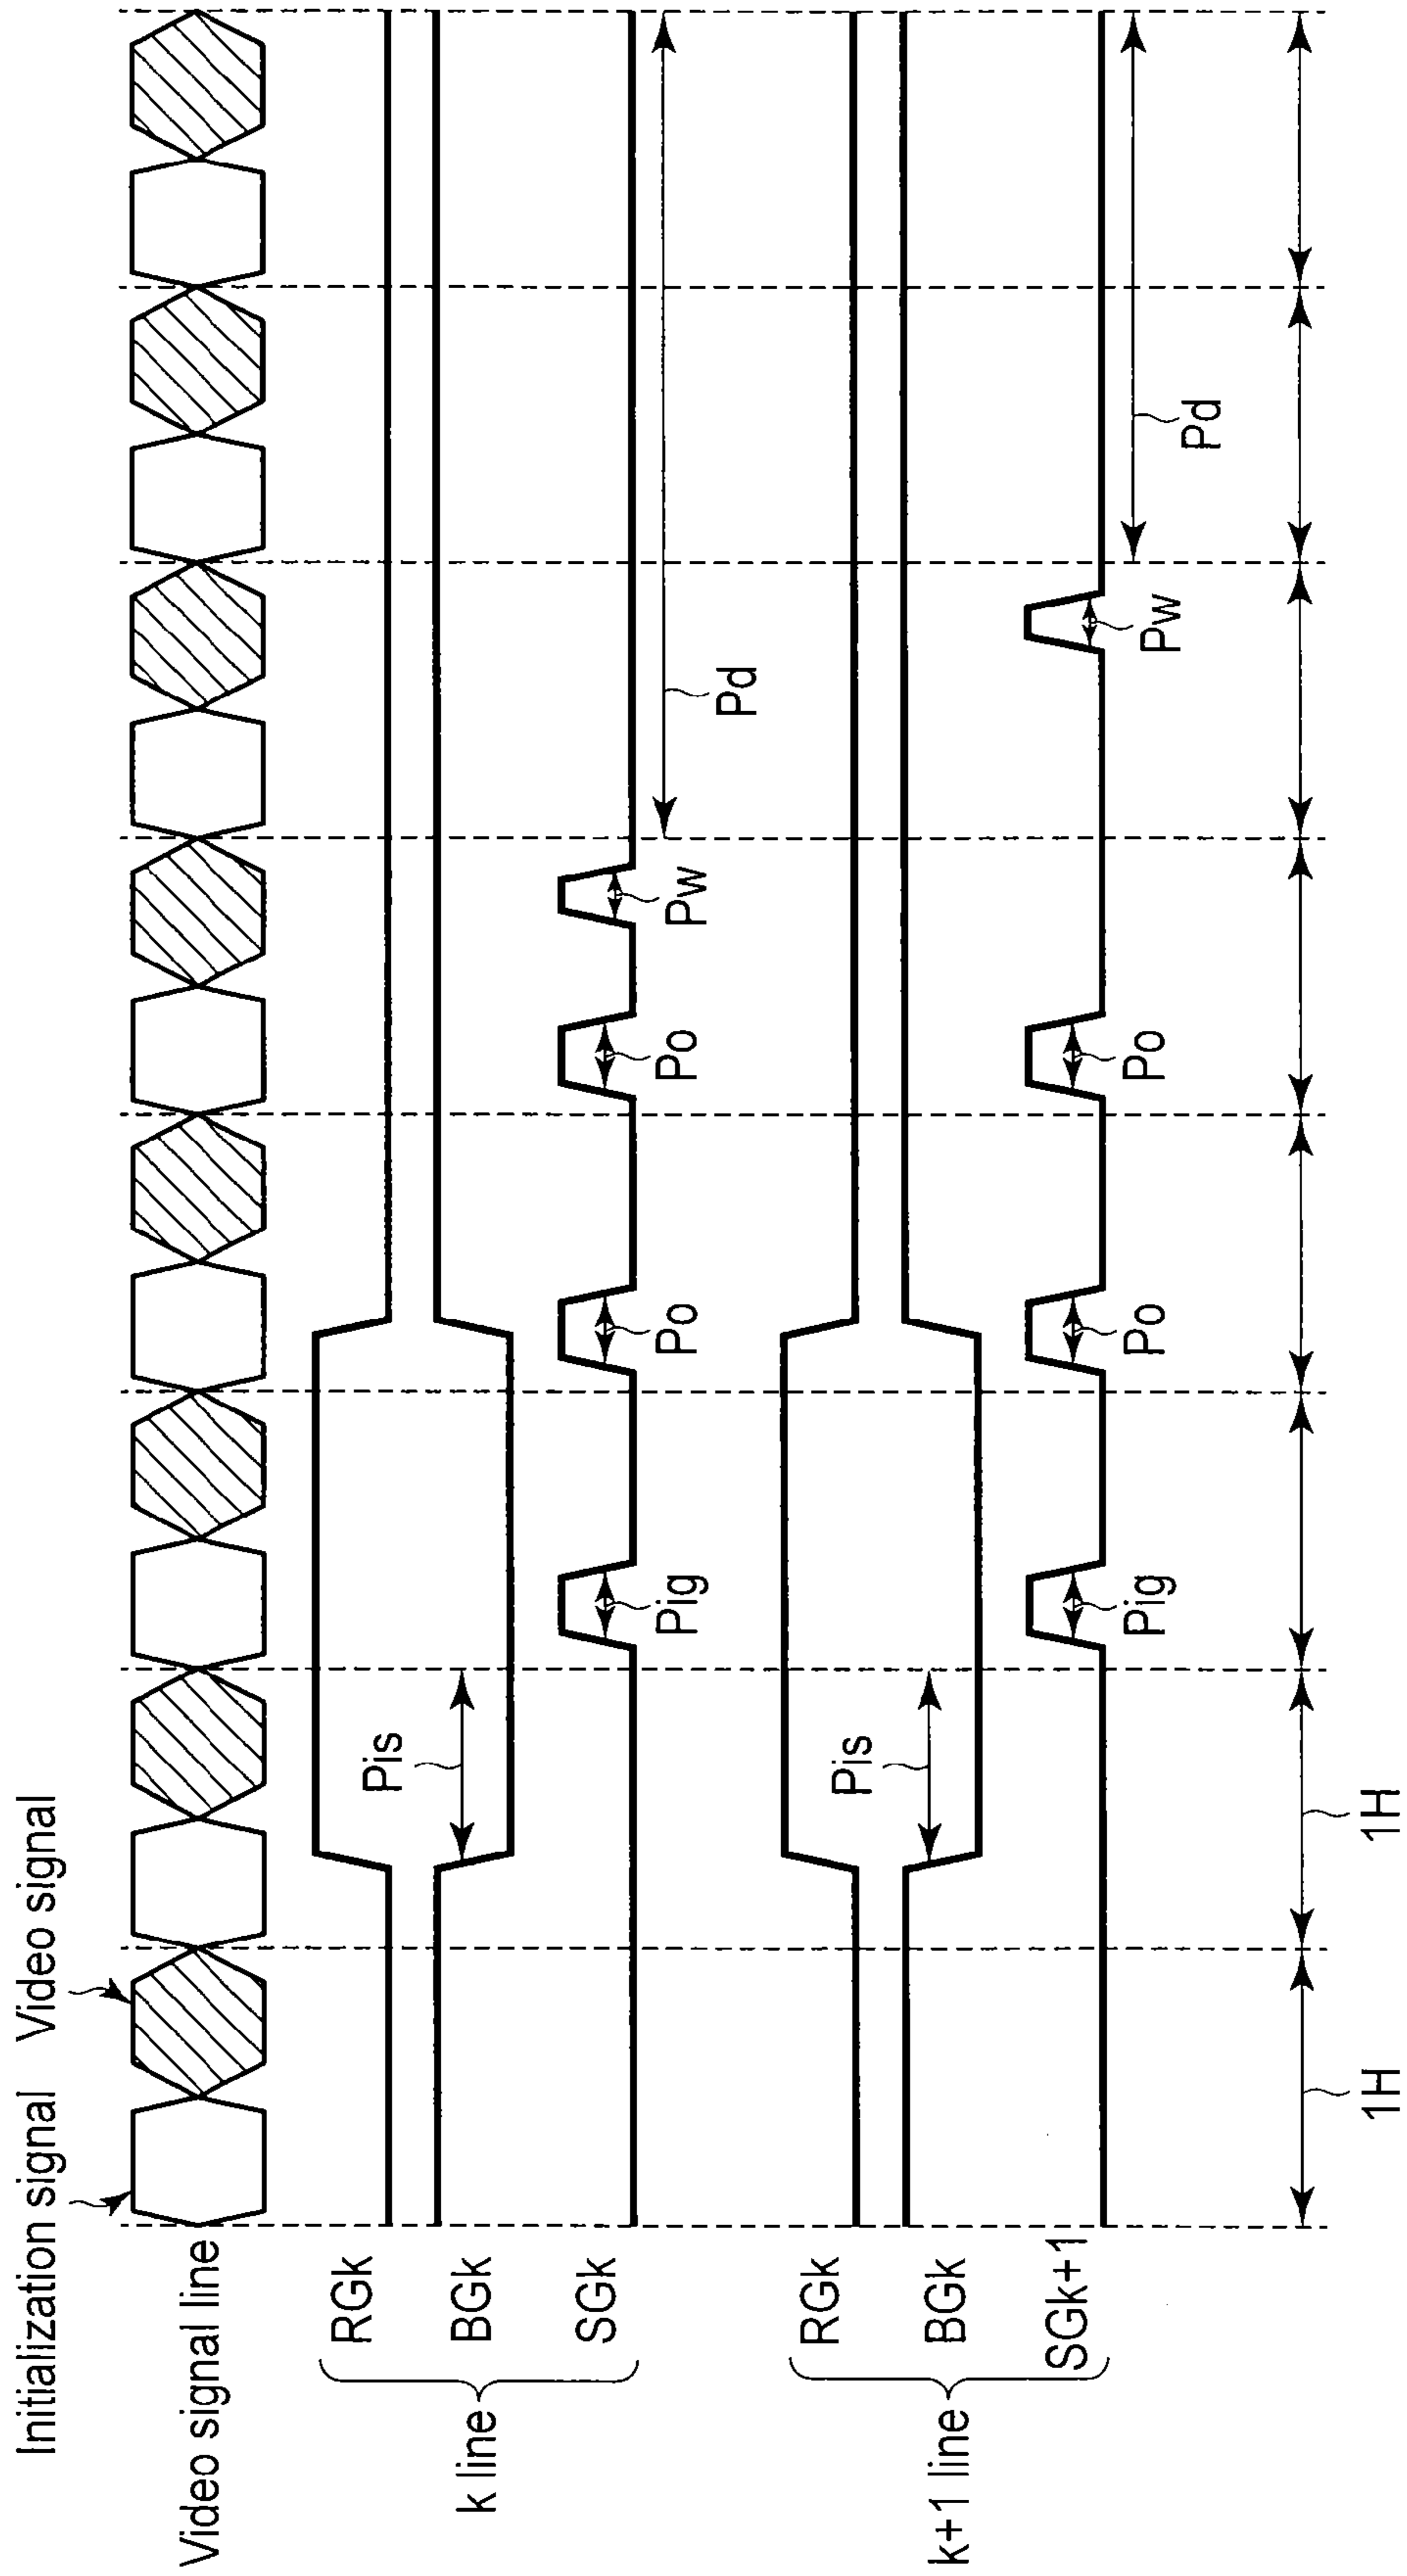 Initialization signal
Video signal
Video signal line
k line
RGk
BGk
Pis
SGk
Pig
Po
Po
Pw
Pd
k+1 line
RGk
BGk
Pis
SGk+1
Pig
Po
Po
Pw
Pd
1H
1H